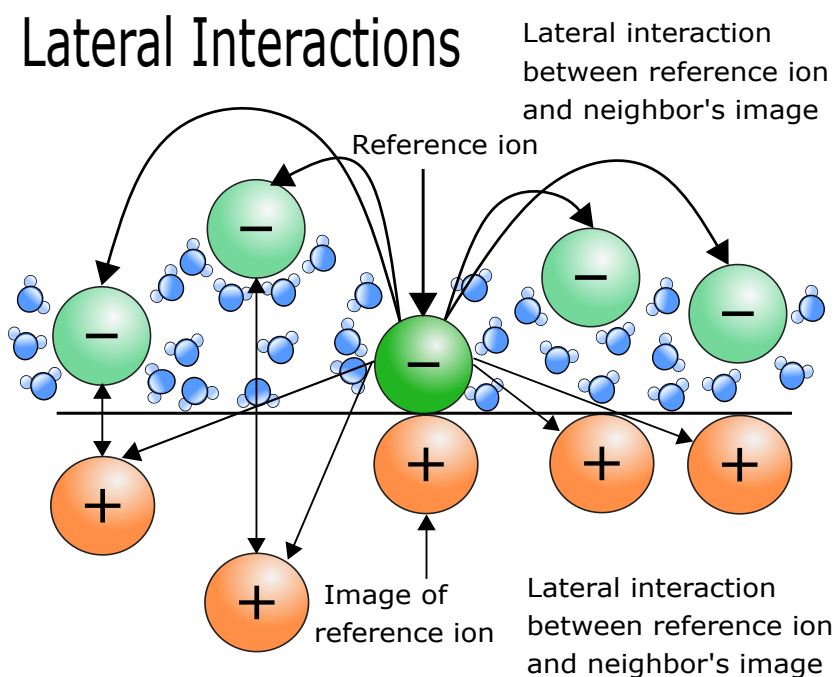 Lateral Interactions
Lateral interaction
between reference ion
and neighbor's image
Reference ion
−
−
−
−
−
+
+
+
+
+
Image of
reference ion
Lateral interaction
between reference ion
and neighbor's image